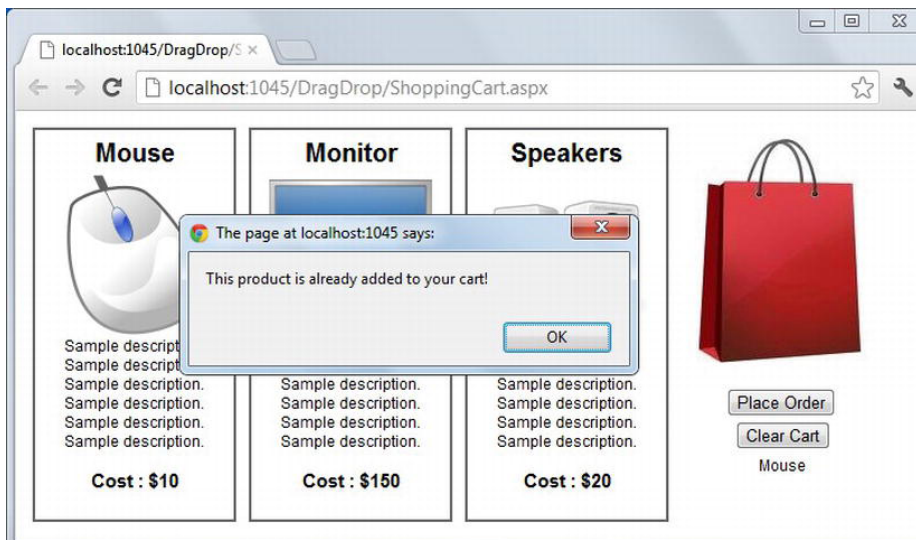 localhost:1045/DragDrop/S
localhost:1045/DragDrop/ShoppingCart.aspx
Mouse
Monitor
Speakers
The page at localhost:1045 says:
This product is already added to your cart!
OK
Sample descript
Sample description
Sample description.
Sample description.
Sample description.
Sample description.
Cost : $10
Sample description.
Sample description.
Sample description.
Sample description.
Cost : $150
Sample description.
Sample description.
Sample description.
Sample description.
Cost : $20
Place Order
Clear Cart
Mouse